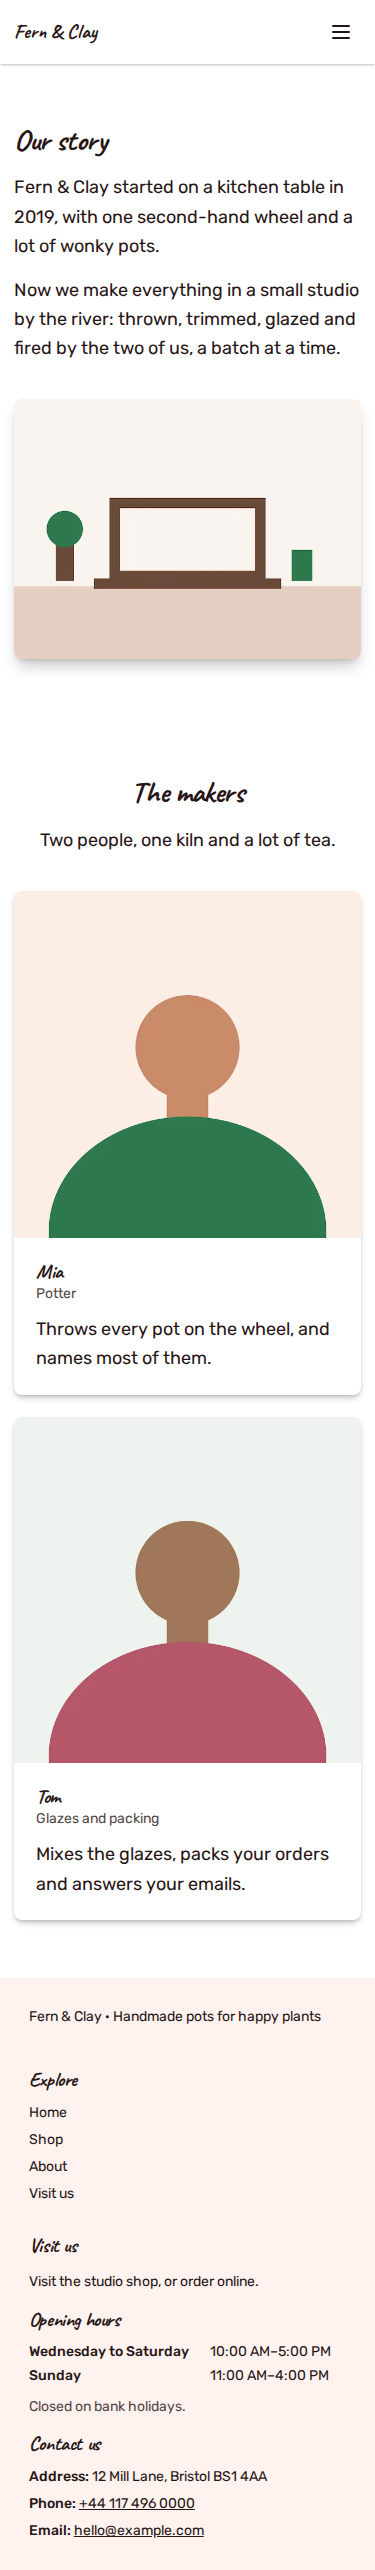 Fern & Clay
Our story
Fern & Clay started on a kitchen table in
2019, with one second-hand wheel and a
lot of wonky pots.
Now we make everything in a small studio
by the river: thrown, trimmed, glazed and
fired by the two of us, a batch at a time.
The makers
Two people, one kiln and a lot of tea.
Mia
Potter
Throws every pot on the wheel, and
names most of them.
Tom
Glazes and packing
Mixes the glazes, packs your orders
and answers your emails.
Fern & Clay • Handmade pots for happy plants
Explore
Home
Shop
About
Visit us
Visit us
Visit the studio shop, or order online.
Opening hours
Wednesday to Saturday 10:00 AM–5:00 PM
Sunday 11:00 AM–4:00 PM
Closed on bank holidays.
Contact us
Address: 12 Mill Lane, Bristol BS1 4AA
Phone: +44 117 496 0000
Email: hello@example.com